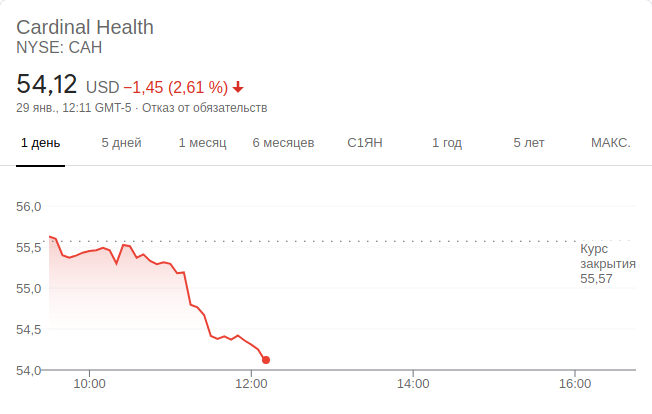 Cardinal Health
NYSE: CAH
54,12 USD −1,45 (2,61 %)
29 янв., 12:11 GMT-5 · Отказ от обязательств
1 день 5 дней 1 месяц 6 месяцев С1ЯН 1 год 5 лет МАКС.
56,0
55,5
Курс
закрытия
55,57
55,0
54,5
54,0
10:00 12:00 14:00 16:00